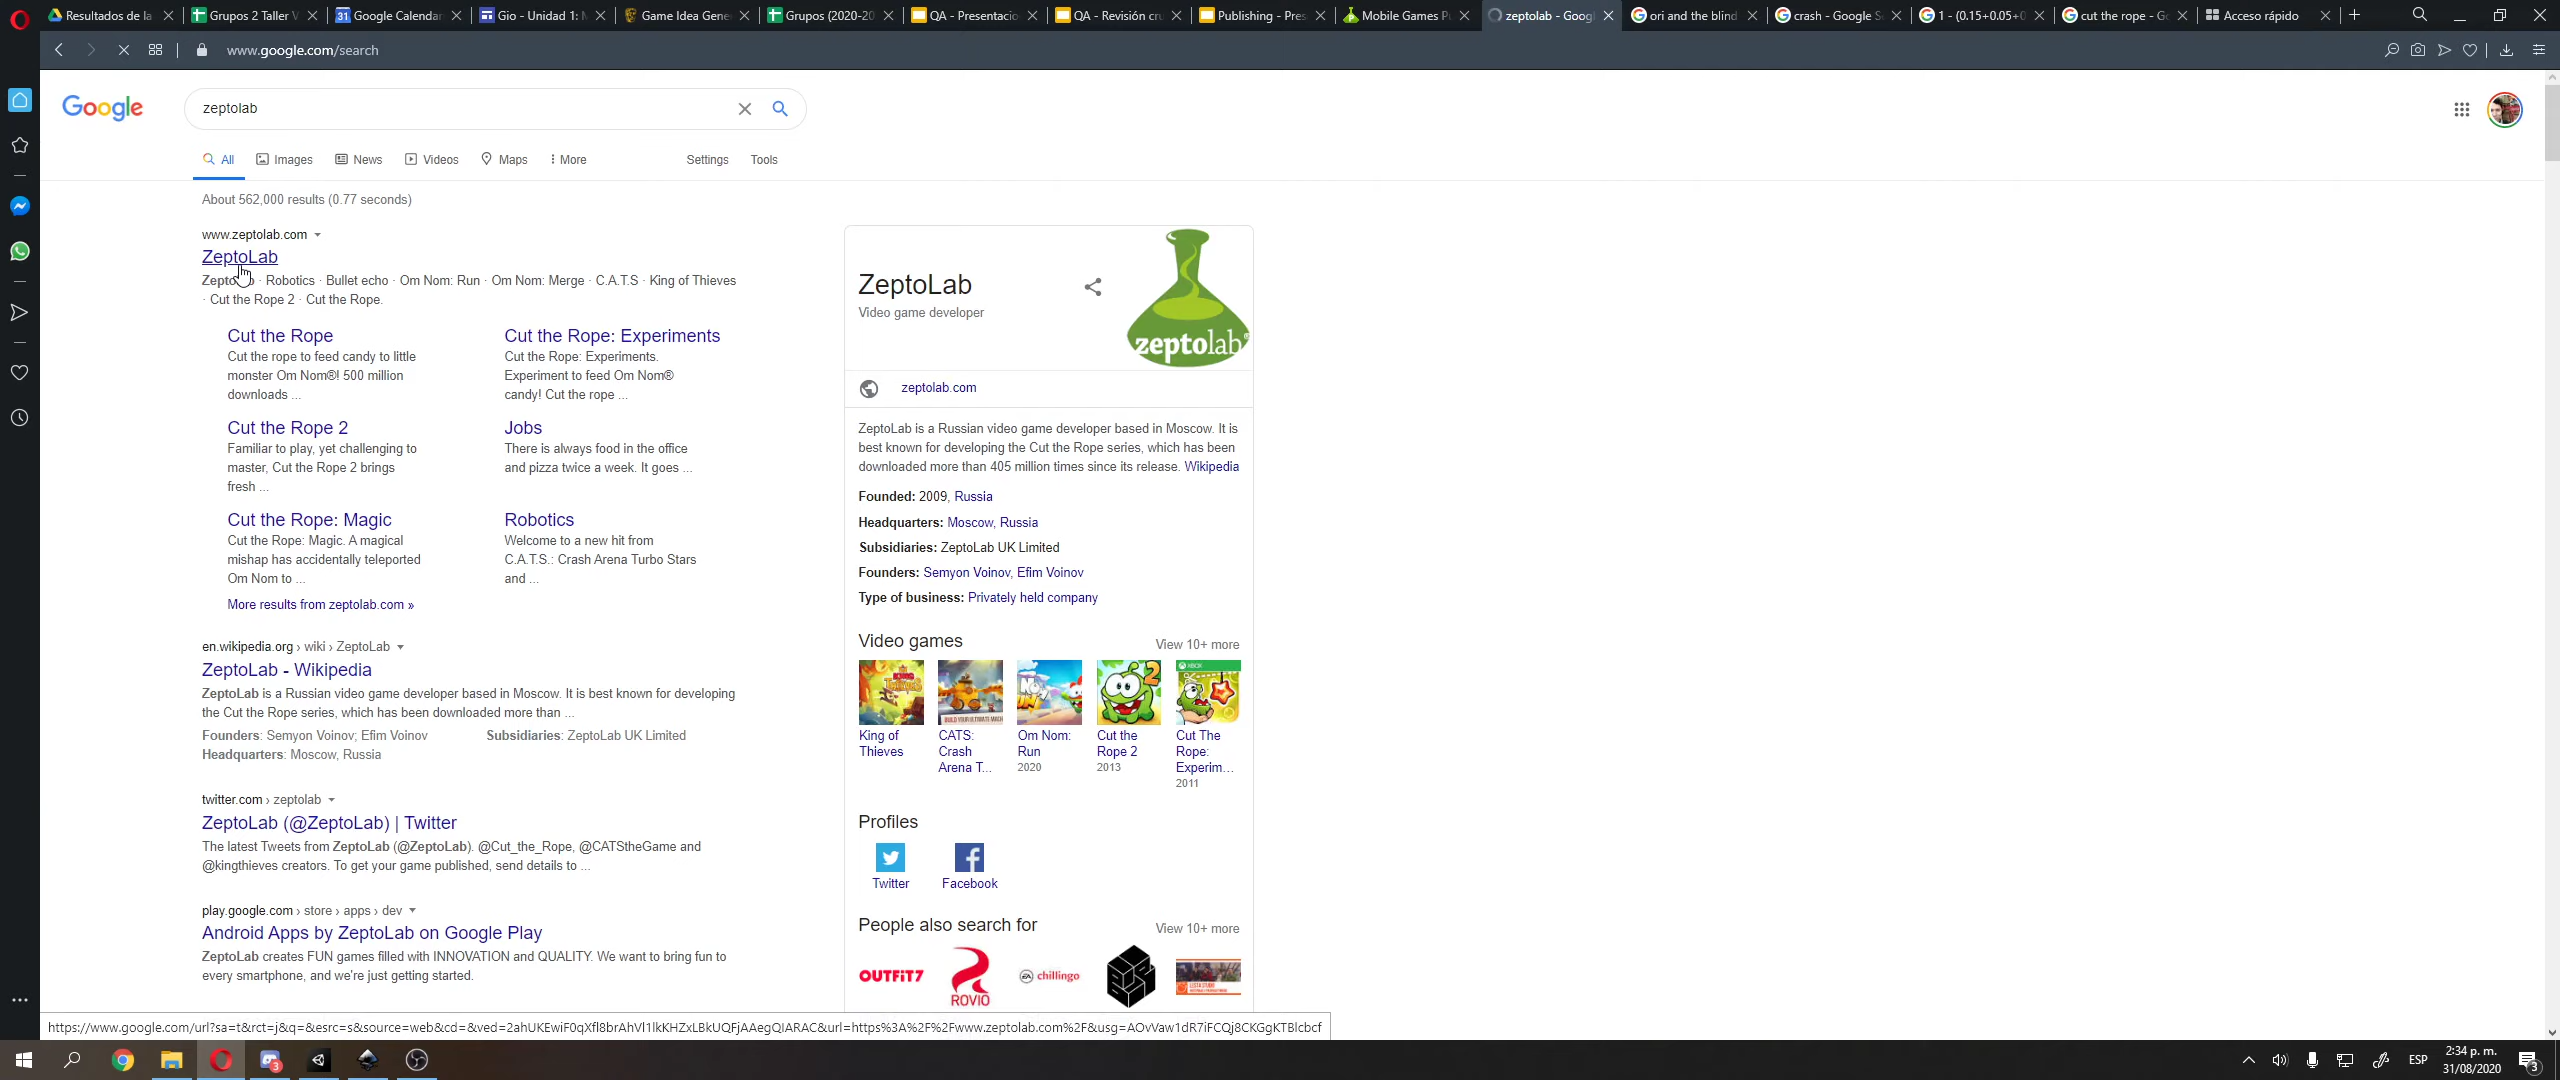 Resultados de la
Grupos 2 Taller V
Google Calendar
Gio - Unidad 1: M
Game Idea Gene
Grupos (2020-20
QA - Presentacio
QA - Revisión cru
Publishing - Pres
Mobile Games P
zeptolab - Googl
ori and the blind
crash - Google S
1 - (0.15+0.05+0
cut the rope - Go
Acceso rápido
www.google.com/search
Google
zeptolab
All
Images
News
Videos
Maps
More
Settings
Tools
About 562,000 results (0.77 seconds)
www.zeptolab.com
ZeptoLab
· Robotics · Bullet echo · Om Nom: Run · Om Nom: Merge · C.A.T.S · King of Thieves
· Cut the Rope 2 · Cut the Rope.
Cut the Rope
Cut the rope to feed candy to little
monster Om Nom®! 500 million
downloads ...
Cut the Rope: Experiments
Cut the Rope: Experiments.
Experiment to feed Om Nom®
candy! Cut the rope ...
Cut the Rope 2
Familiar to play, yet challenging to
master, Cut the Rope 2 brings
fresh ...
Jobs
There is always food in the office
and pizza twice a week. It goes ...
Cut the Rope: Magic
Cut the Rope: Magic. A magical
mishap has accidentally teleported
Om Nom to ...
Robotics
Welcome to a new hit from
C.A.T.S.: Crash Arena Turbo Stars
and ...
More results from zeptolab.com »
en.wikipedia.org › wiki › ZeptoLab
ZeptoLab - Wikipedia
ZeptoLab is a Russian video game developer based in Moscow. It is best known for developing
the Cut the Rope series, which has been downloaded more than ...
Founders: Semyon Voinov; Efim Voinov
Subsidiaries: ZeptoLab UK Limited
Headquarters: Moscow, Russia
twitter.com › zeptolab
ZeptoLab (@ZeptoLab) | Twitter
The latest Tweets from ZeptoLab (@ZeptoLab). @Cut_the_Rope, @CATStheGame and
@kingthieves creators. To get your game published, send details to ...
play.google.com › store › apps › dev
Android Apps by ZeptoLab on Google Play
ZeptoLab creates FUN games filled with INNOVATION and QUALITY. We want to bring fun to
every smartphone, and we're just getting started.
ZeptoLab
Video game developer
zeptolab
zeptolab.com
ZeptoLab is a Russian video game developer based in Moscow. It is
best known for developing the Cut the Rope series, which has been
downloaded more than 405 million times since its release. Wikipedia
Founded: 2009, Russia
Headquarters: Moscow, Russia
Subsidiaries: ZeptoLab UK Limited
Founders: Semyon Voinov, Efim Voinov
Type of business: Privately held company
Video games
View 10+ more
King of
Thieves
CATS:
Crash
Arena T...
Om Nom:
Run
2020
Cut the
Rope 2
2013
Cut The
Rope:
Experim...
2011
Profiles
Twitter
Facebook
People also search for
View 10+ more
OUTFIT7
ROVIO
chillingo
https://www.google.com/url?sa=t&rct=j&q=&esrc=s&source=web&cd=&ved=2ahUKEwiF0qXfl8brAhVl1lkKHZxLBkUQFjAAegQIARAC&url=https%3A%2F%2Fwww.zeptolab.com%2F&usg=AOvVaw1dR7iFCQj8CKGgKTBlcbcf
ESP
2:34 p. m.
31/08/2020
3
3